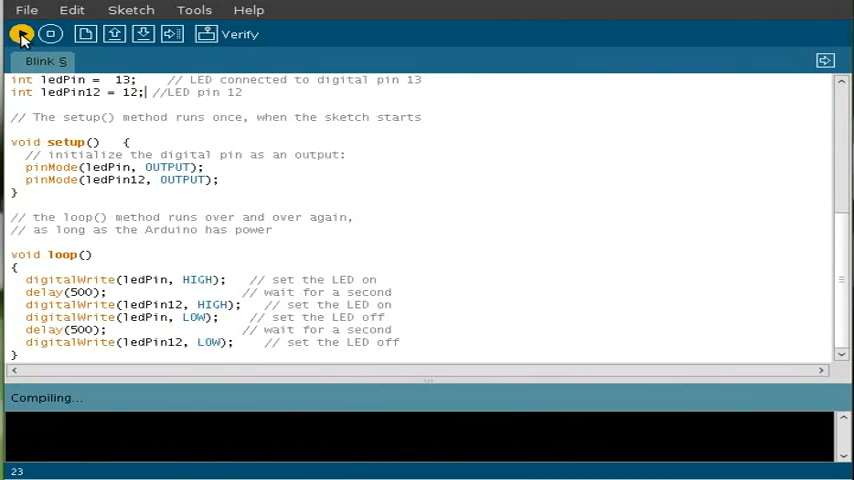 File Edit Sketch Tools Help
Verify
Blink §
int ledPin =  13;    // LED connected to digital pin 13
int ledPin12 = 12; //LED pin 12
// The setup() method runs once, when the sketch starts
void setup()   {
// initialize the digital pin as an output:
pinMode(ledPin, OUTPUT);
pinMode(ledPin12, OUTPUT);
}
// the loop() method runs over and over again,
// as long as the Arduino has power
void loop()
{
digitalWrite(ledPin, HIGH);   // set the LED on
delay(500);                  // wait for a second
digitalWrite(ledPin12, HIGH);   // set the LED on
digitalWrite(ledPin, LOW);    // set the LED off
delay(500);                  // wait for a second
digitalWrite(ledPin12, LOW);    // set the LED off
}
Compiling...
23